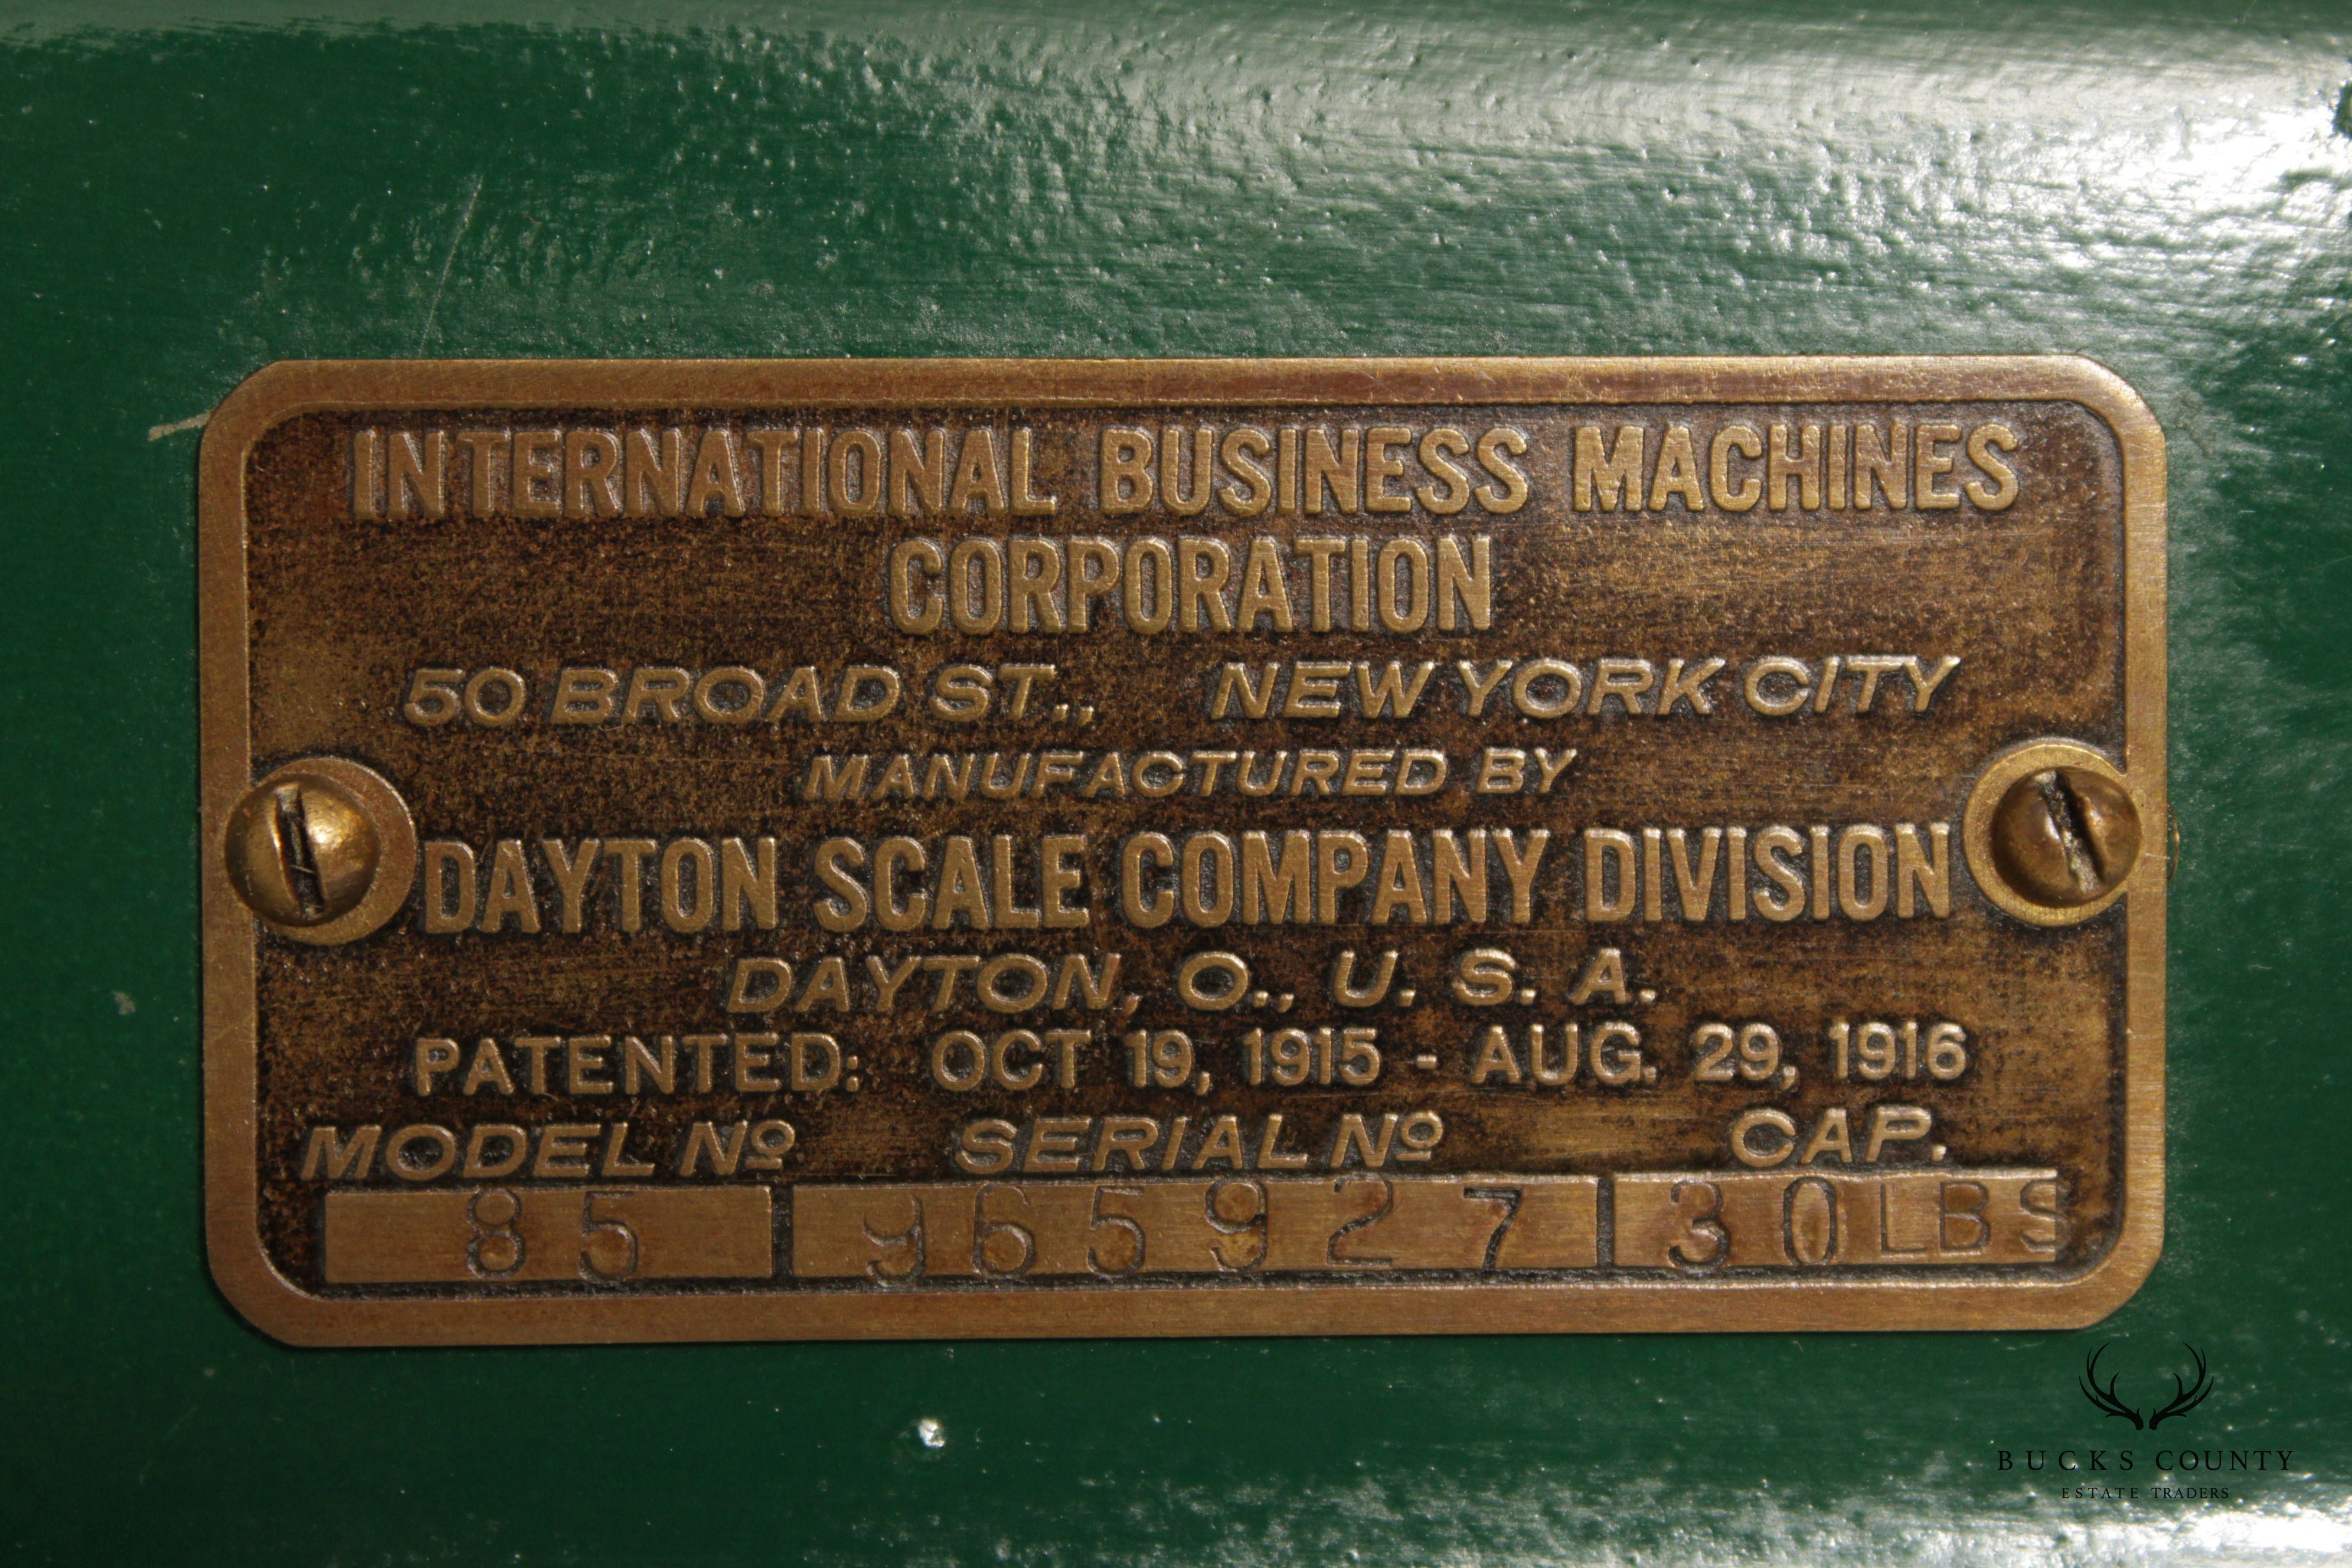 INTERNATIONAL BUSINESS MACHINES
CORPORATION
50 BROAD ST., NEW YORK CITY
MANUFACTURED BY
DAYTON SCALE COMPANY DIVISION
DAYTON, O., U. S. A.
PATENTED: OCT 19, 1915 - AUG. 29, 1916
MODEL Nº SERIAL Nº CAP.
85 965927 30LBS
BUCKS COUNTY
ESTATE TRADERS